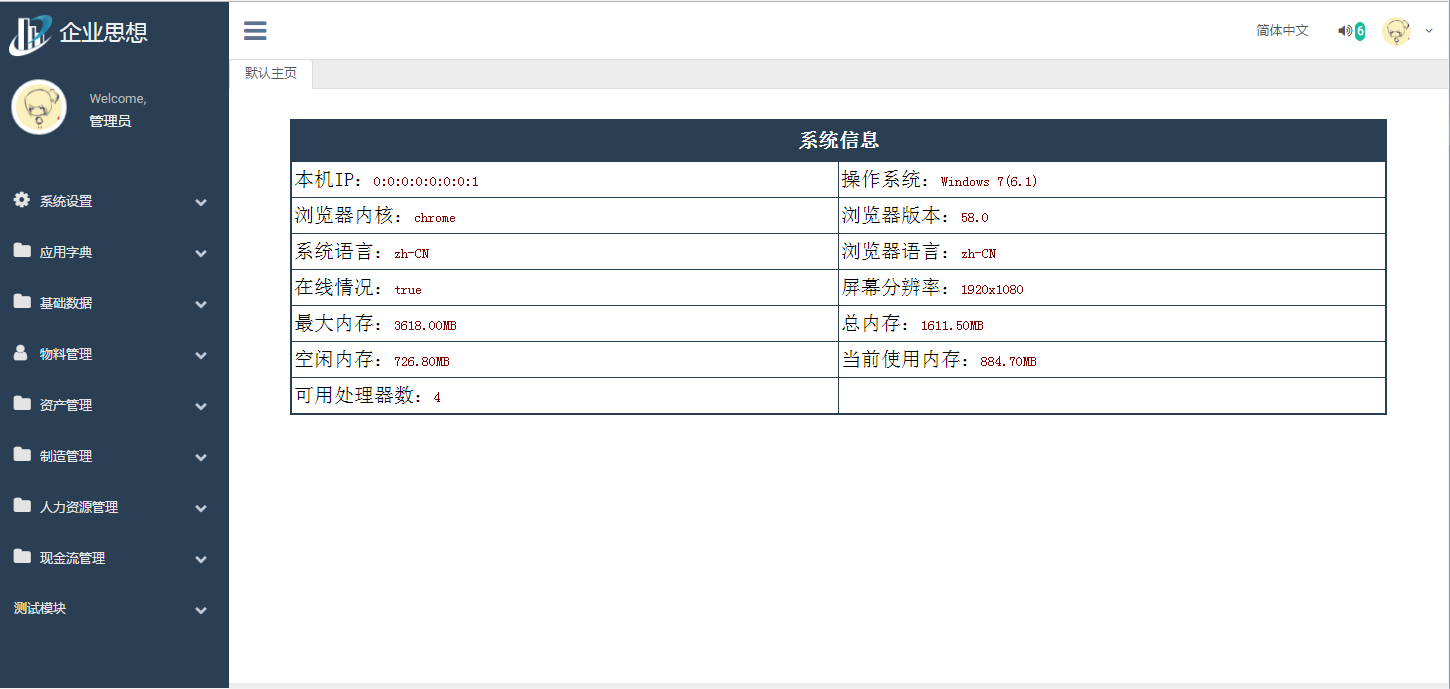 企业思想
简体中文
6
Welcome,
管理员
默认主页
系统信息
本机IP：0:0:0:0:0:0:0:1
操作系统：Windows 7(6.1)
浏览器内核：chrome
浏览器版本：58.0
系统语言：zh-CN
浏览器语言：zh-CN
在线情况：true
屏幕分辨率：1920x1080
最大内存：3618.00MB
总内存：1611.50MB
空闲内存：726.80MB
当前使用内存：884.70MB
可用处理器数：4
系统设置
应用字典
基础数据
物料管理
资产管理
制造管理
人力资源管理
现金流管理
测试模块